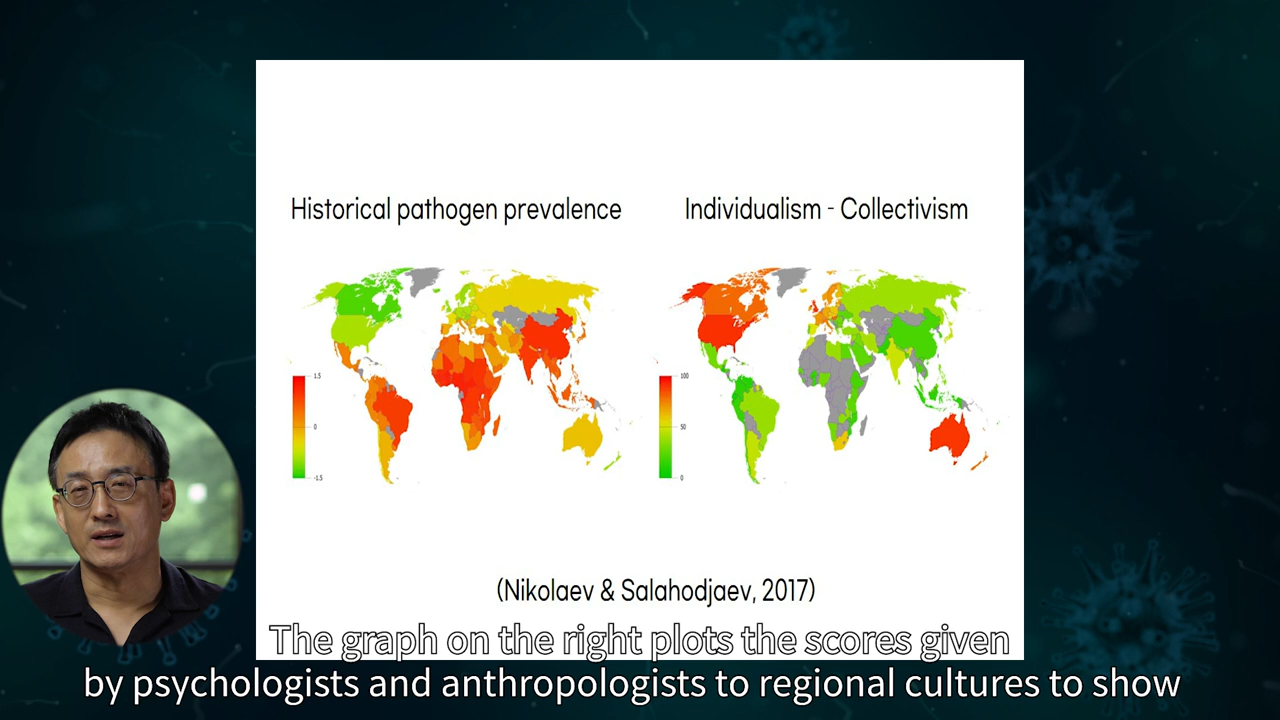 Historical pathogen prevalence
Individualism - Collectivism
1.5
0
-1.5
100
50
0
(Nikolaev & Salahodjaev, 2017)
The graph on the right plots the scores given
by psychologists and anthropologists to regional cultures to show